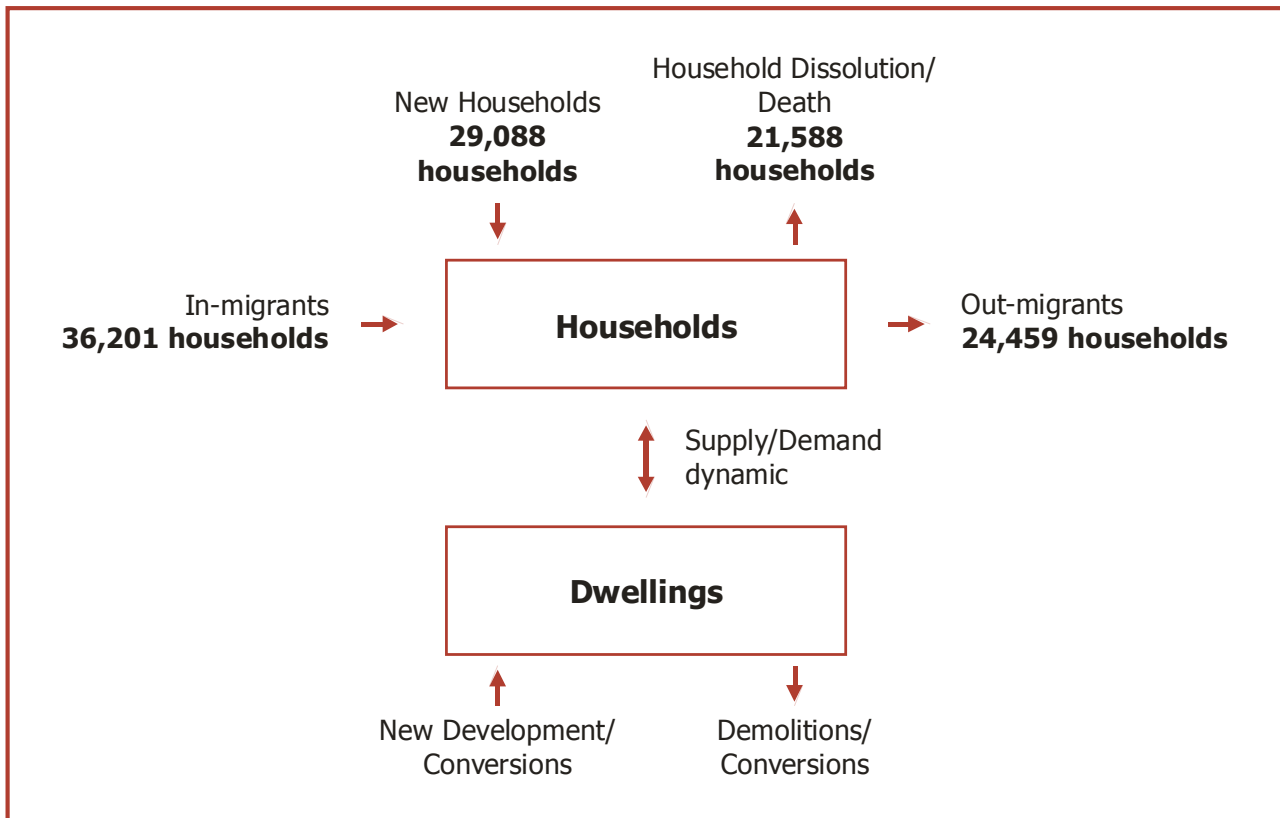 New Households
29,088
households
Household Dissolution/
Death
21,588
households
In-migrants
36,201 households
Households
Out-migrants
24,459 households
Supply/Demand
dynamic
Dwellings
New Development/
Conversions
Demolitions/
Conversions